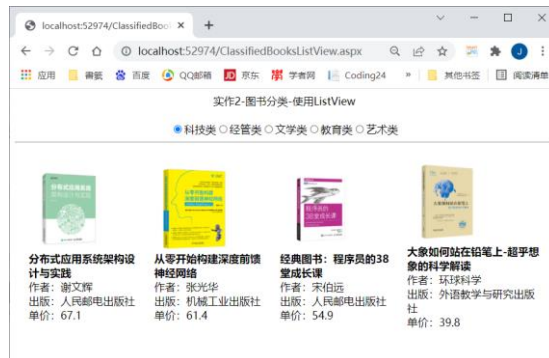 localhost:52974/ClassifiedBoo
localhost:52974/ClassifiedBooksListView.aspx
J
应用
百度
QQ邮箱
JD 京东
学者网
Coding24
»
其他书签
阅读清单
实作2-图书分类-使用ListView
科技类 经管类 文学类 教育类 艺术类
分布式应用系统架构设计与实践
作者：谢文辉
出版：人民邮电出版社
单价：67.1
从零开始构建深度前馈神经网络
作者：张光华
出版：机械工业出版社
单价：61.4
经典图书：程序员的38堂成长课
作者：宋伯远
出版：人民邮电出版社
单价：54.9
大象如何站在铅笔上-超乎想象的科学解读
作者：环球科学
出版：外语教学与研究出版社
单价：39.8